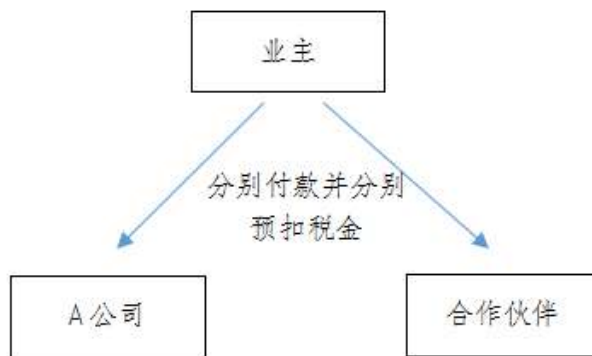 业主
分别付款并分别
预扣税金
A公司
合作伙伴